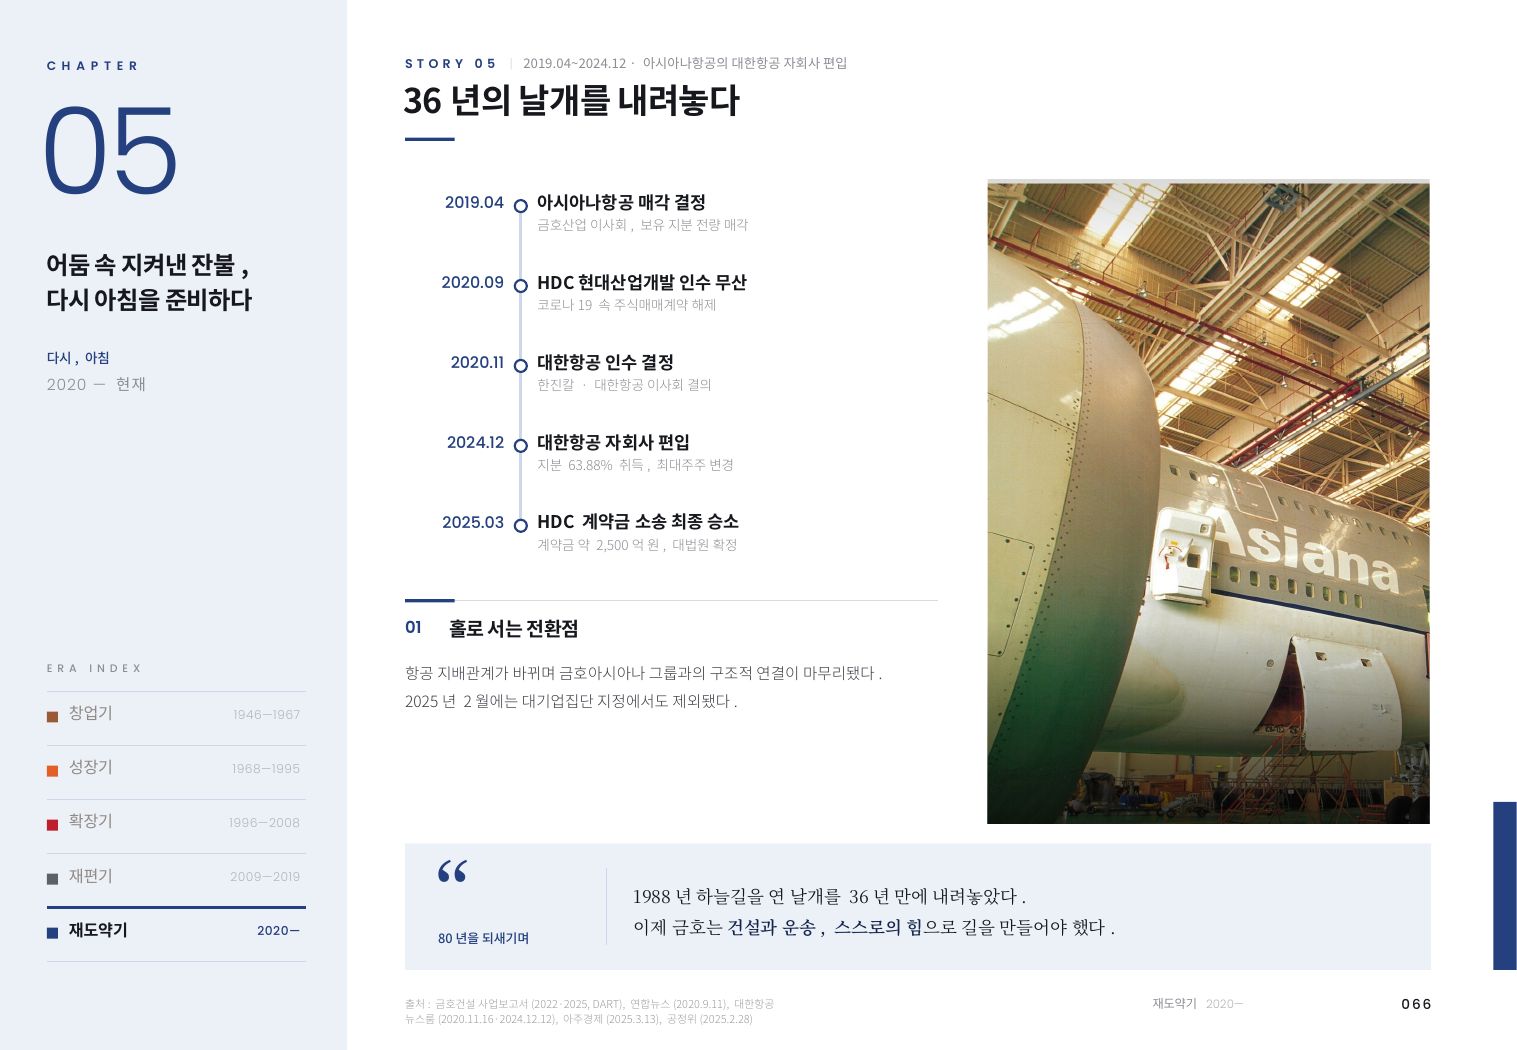 CHAPTER
05
어둠 속 지켜낸 잔불 ,
다시 아침을 준비하다
다시 , 아침
2020 — 현재
ERA INDEX
창업기 1946—1967
성장기 1968—1995
확장기 1996—2008
재편기 2009—2019
재도약기 2020—
STORY 05 | 2019.04~2024.12 · 아시아나항공의 대한항공 자회사 편입
36 년의 날개를 내려놓다
2019.04 아시아나항공 매각 결정
금호산업 이사회 , 보유 지분 전량 매각
2020.09 HDC 현대산업개발 인수 무산
코로나 19 속 주식매매계약 해제
2020.11 대한항공 인수 결정
한진칼 · 대한항공 이사회 결의
2024.12 대한항공 자회사 편입
지분 63.88% 취득 , 최대주주 변경
2025.03 HDC 계약금 소송 최종 승소
계약금 약 2,500 억 원 , 대법원 확정
01 홀로 서는 전환점
항공 지배관계가 바뀌며 금호아시아나 그룹과의 구조적 연결이 마무리됐다 .
2025 년 2 월에는 대기업집단 지정에서도 제외됐다 .
Asiana
“
80 년을 되새기며
1988 년 하늘길을 연 날개를 36 년 만에 내려놓았다 .
이제 금호는 건설과 운송 , 스스로의 힘으로 길을 만들어야 했다 .
출처 : 금호건설 사업보고서 (2022·2025, DART), 연합뉴스 (2020.9.11), 대한항공
뉴스룸 (2020.11.16·2024.12.12), 아주경제 (2025.3.13), 공정위 (2025.2.28)
재도약기 2020—
066